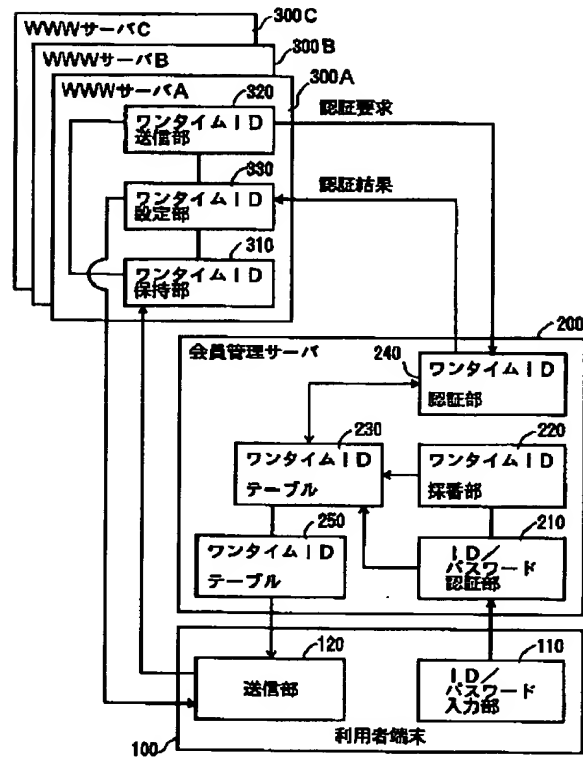 300C
WWWサーバC
300B
WWWサーバB
300A
WWWサーバA
320
ワンタイムID
送信部
認証要求
330
ワンタイムID
設定部
認証結果
310
ワンタイムID
保持部
200
会員管理サーバ
240
ワンタイムID
認証部
230
ワンタイムID
テーブル
220
ワンタイムID
採番部
250
ワンタイムID
テーブル
210
ID/
パスワード
認証部
120
送信部
110
ID/
パスワード
入力部
100
利用者端末